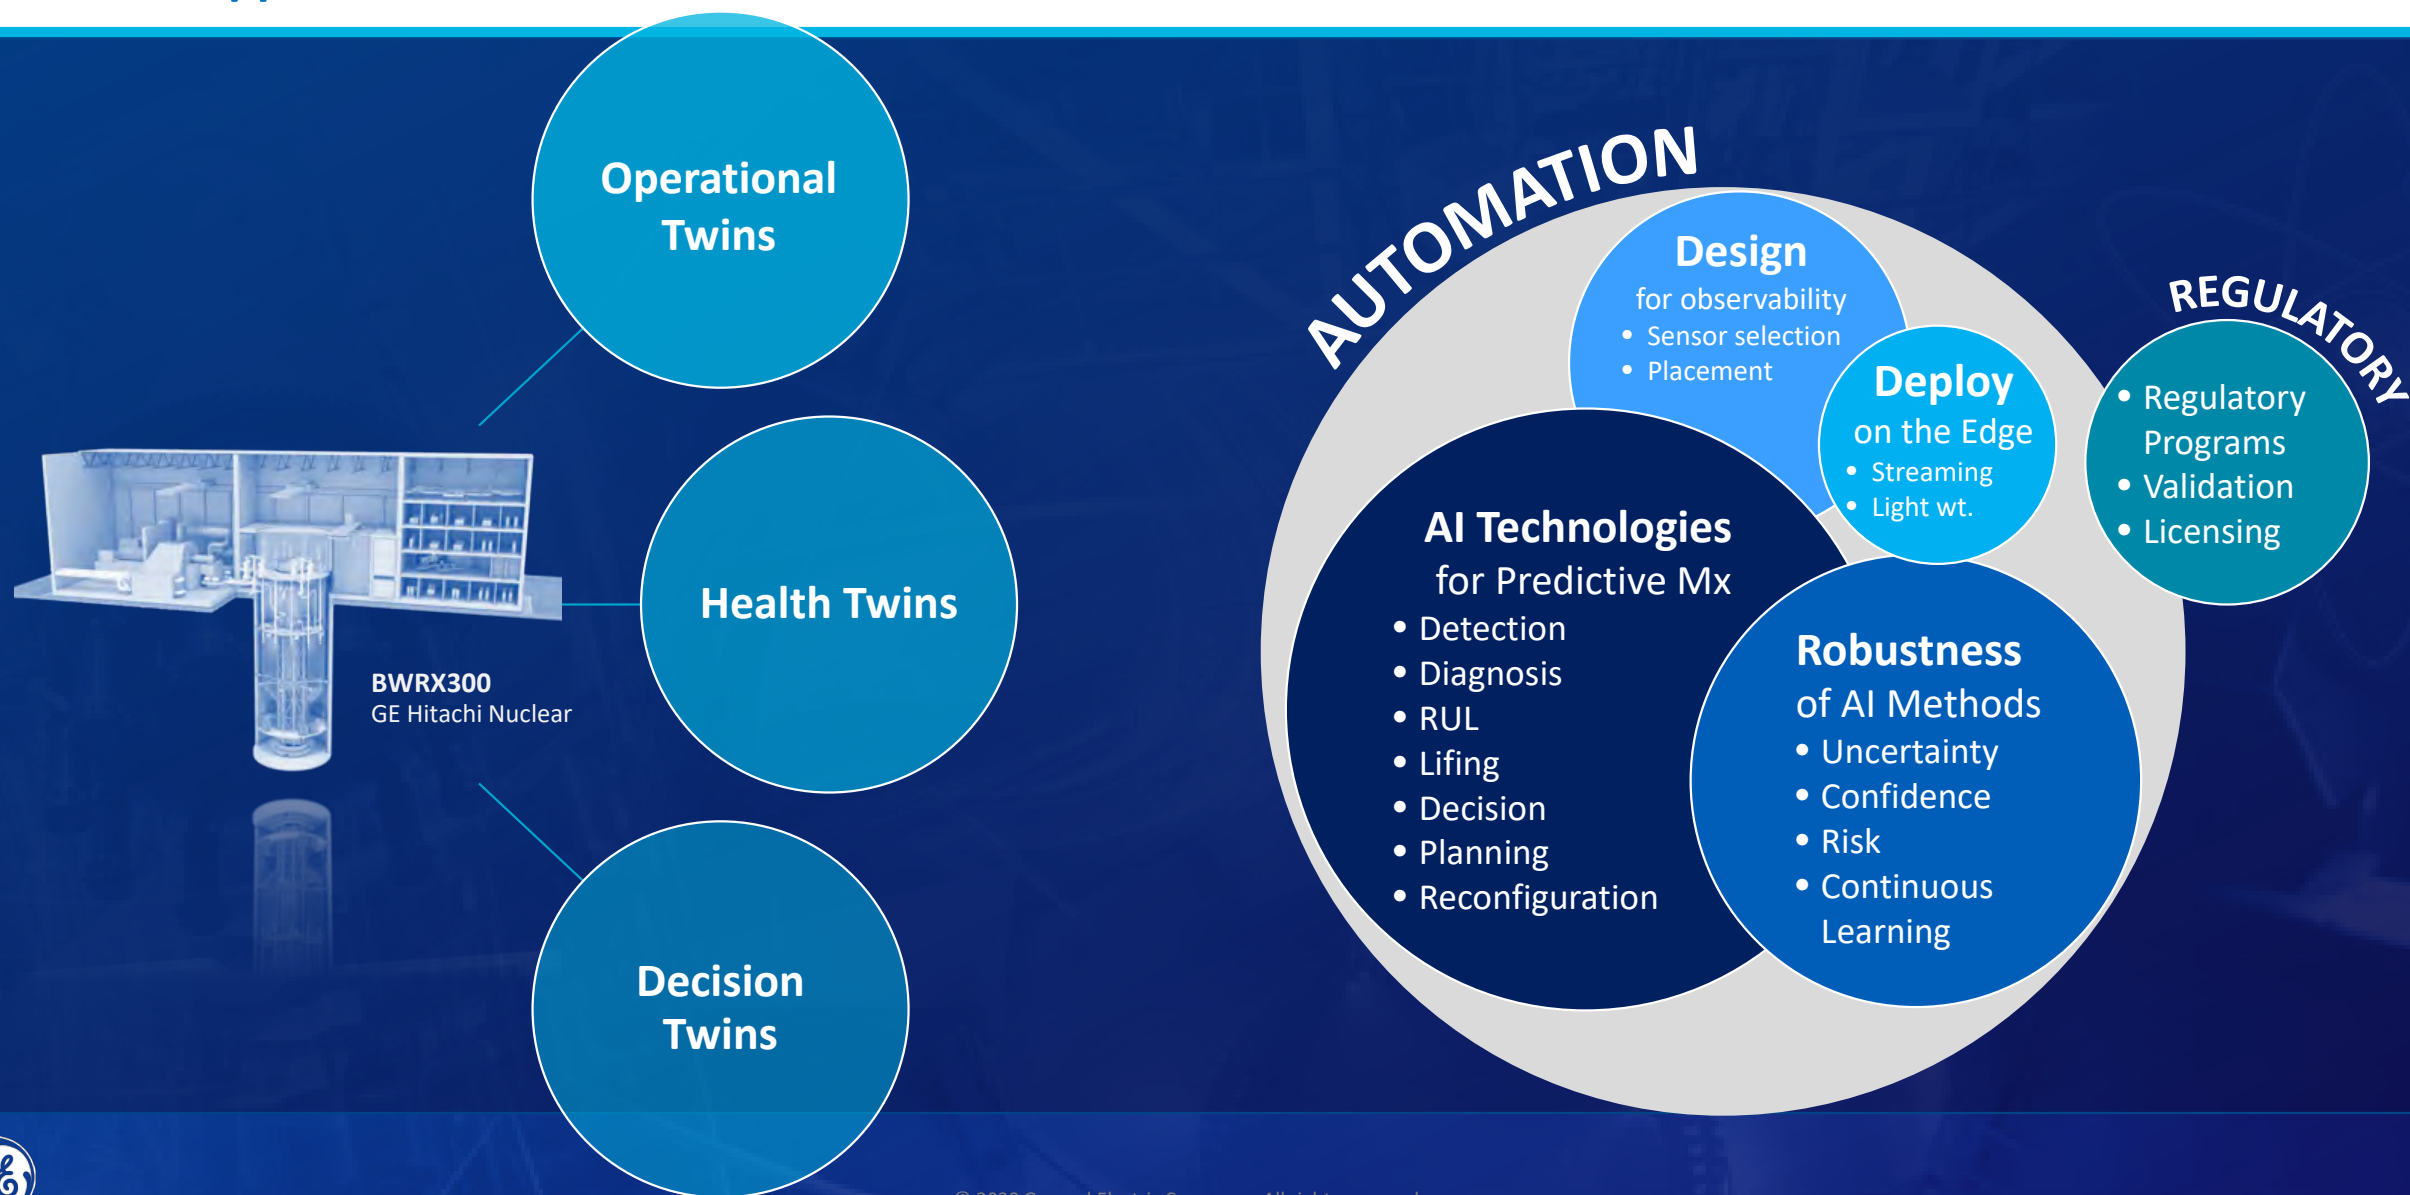 Operational
Twins
Health Twins
BWRX300
GE Hitachi Nuclear
Decision
Twins
AUTOMATION
Design
for observability
• Sensor selection
• Placement
Deploy
on the Edge
• Streaming
• Light wt.
AI Technologies
for Predictive Mx
• Detection
• Diagnosis
• RUL
• Lifing
• Decision
• Planning
• Reconfiguration
Robustness
of AI Methods
• Uncertainty
• Confidence
• Risk
• Continuous
Learning
REGULATORY
• Regulatory
Programs
• Validation
• Licensing